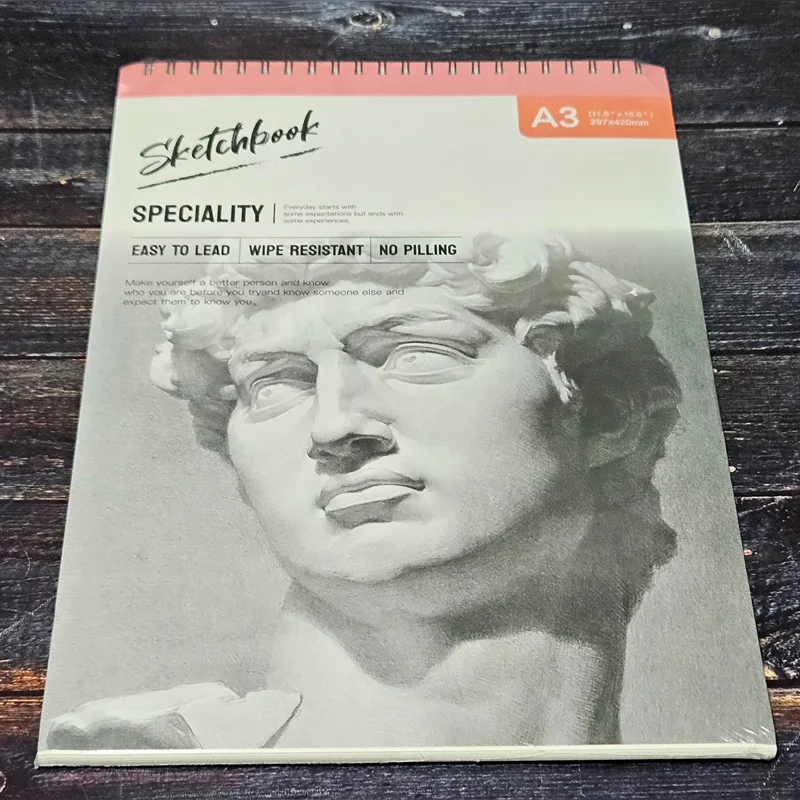 A3 (11.6" x 16.5")
297x420mm
Sketchbook
SPECIALITY
Everyday starts with
some expectations but ends with
some experiences
EASY TO LEAD | WIPE RESISTANT | NO PILLING
Make yourself a better person and know
who you are before you tryand know someone else and
expect them to know you.